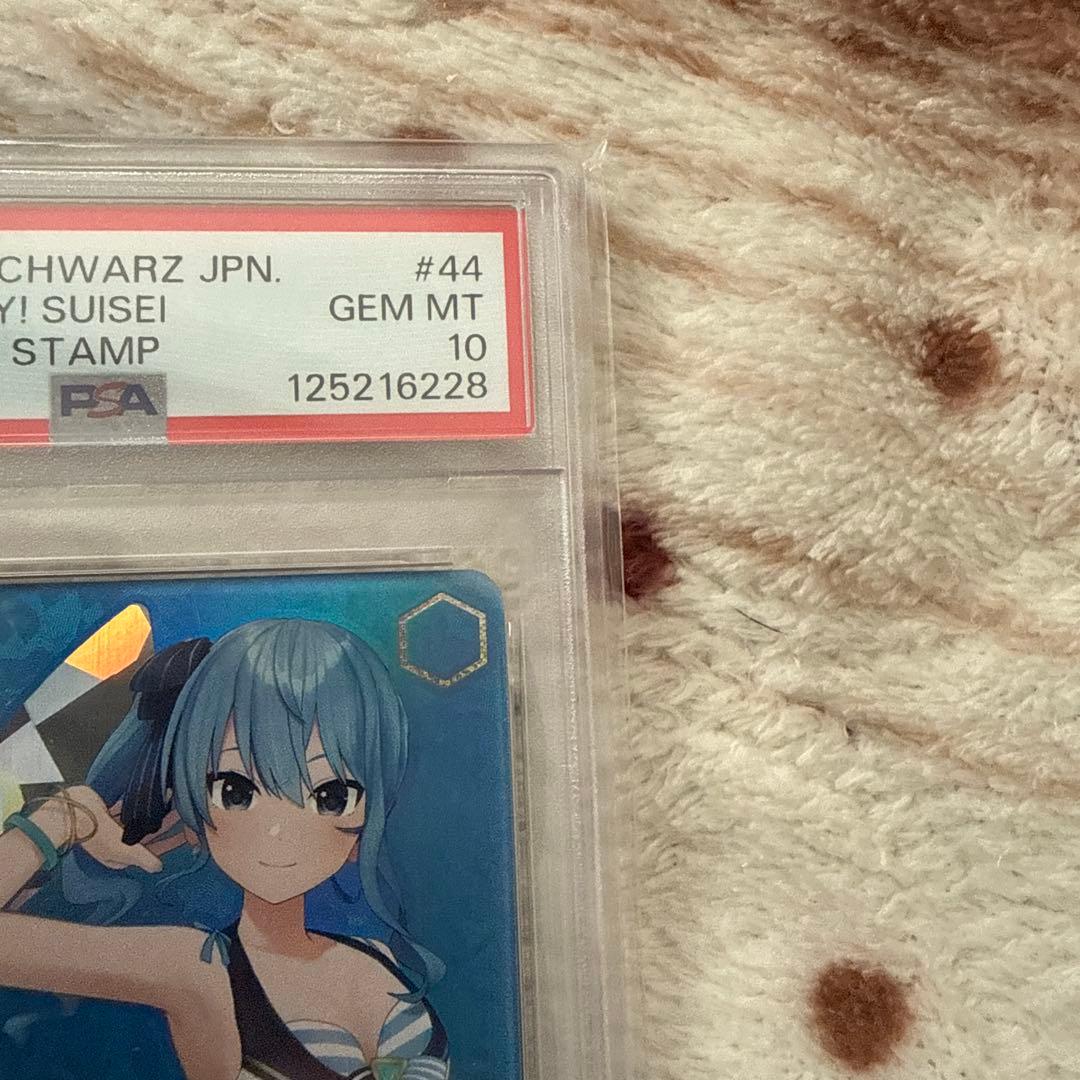 CHWARZ JPN. #44
Y! SUISEI GEM MT
STAMP 10
PSA 125216228